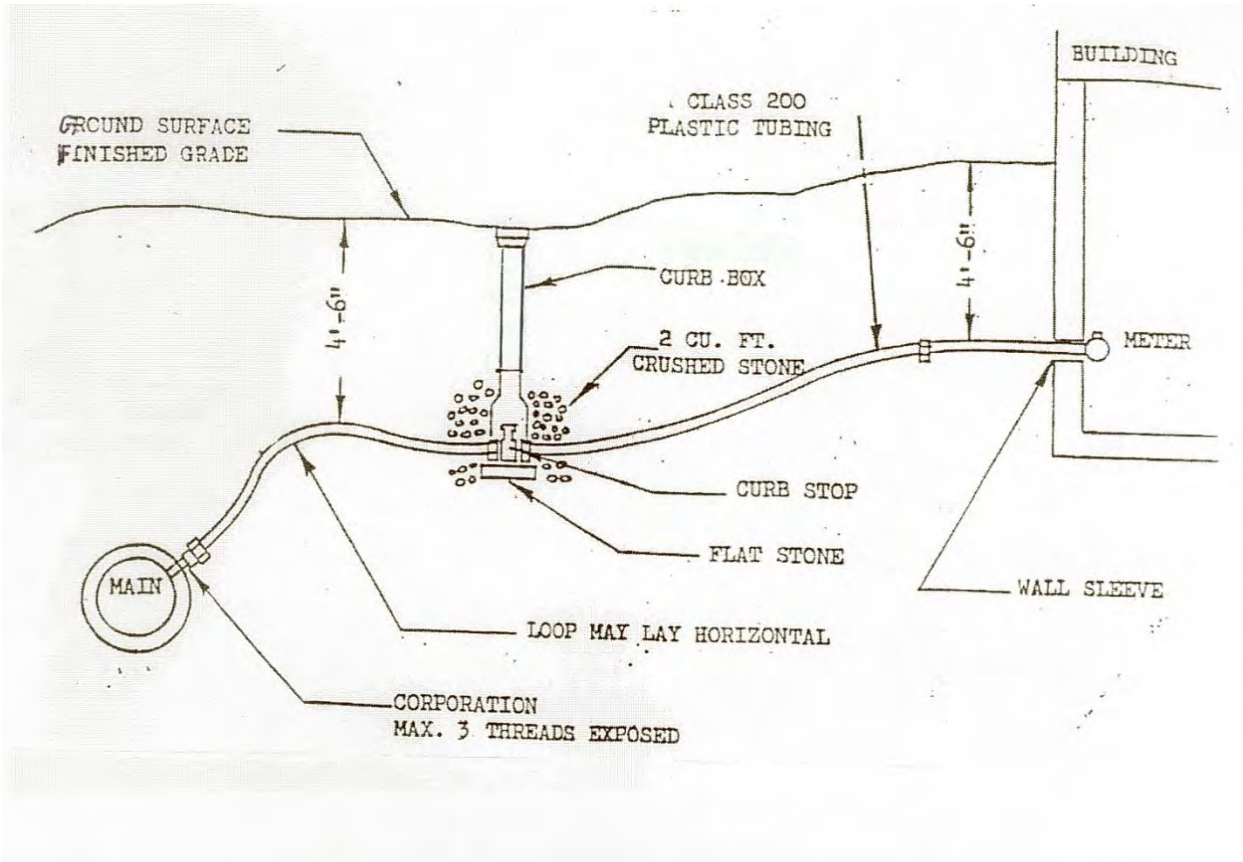 BUILDING
CLASS 200
PLASTIC TUBING
GROUND SURFACE
FINISHED GRADE
CURB BOX
4'-6"
4'-6"
2 CU. FT.
CRUSHED STONE
METER
CURB STOP
FLAT STONE
WALL SLEEVE
MAIN
LOOP MAY LAY HORIZONTAL
CORPORATION
MAX. 3 THREADS EXPOSED